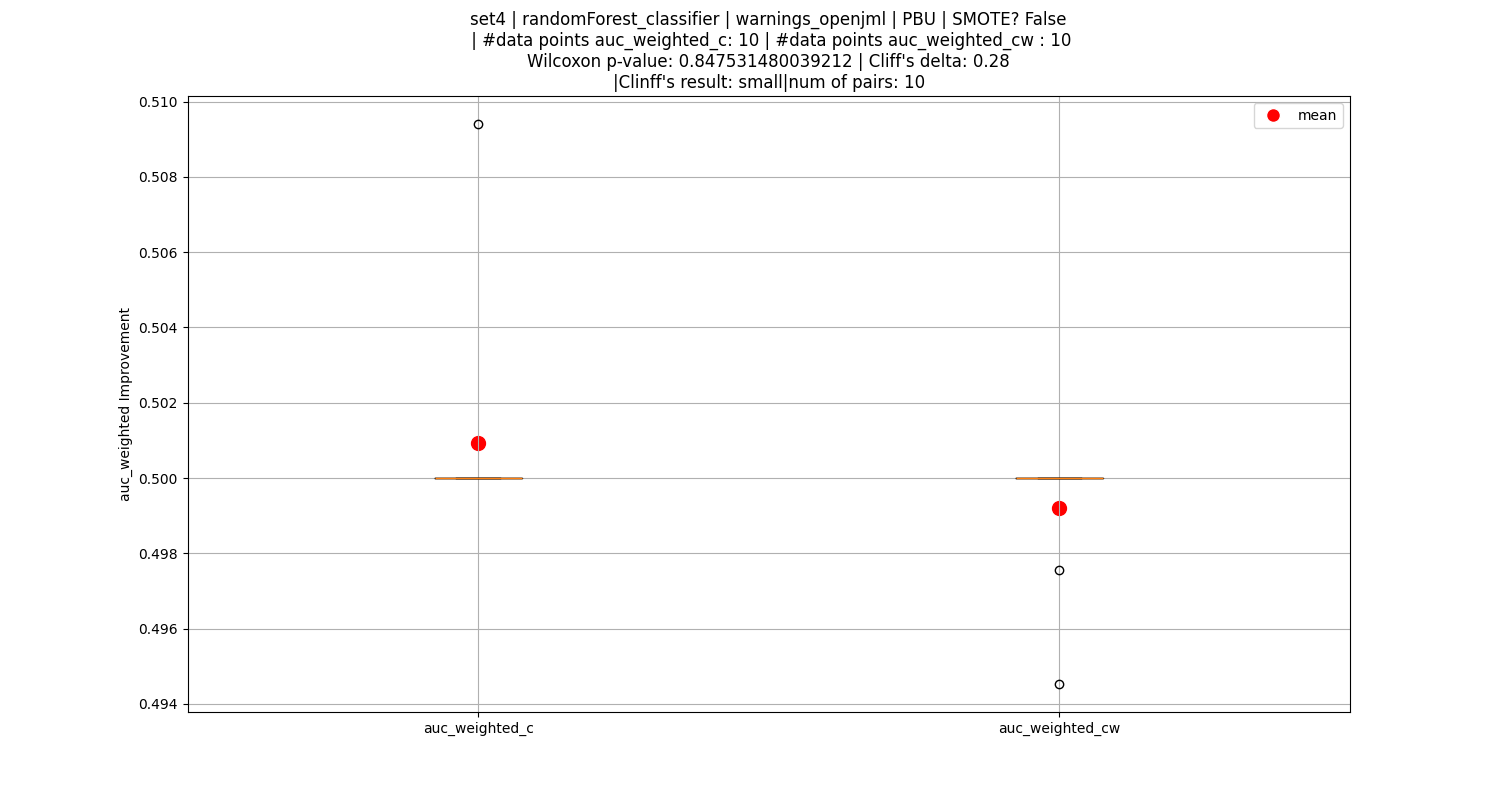 set4 | randomForest_classifier | warnings_openjml | PBU | SMOTE? False
| #data points auc_weighted_c: 10 | #data points auc_weighted_cw : 10
Wilcoxon p-value: 0.847531480039212 | Cliff's delta: 0.28
|Clinff's result: small|num of pairs: 10
mean
auc_weighted Improvement
0.510
0.508
0.506
0.504
0.502
0.500
0.498
0.496
0.494
auc_weighted_c
auc_weighted_cw